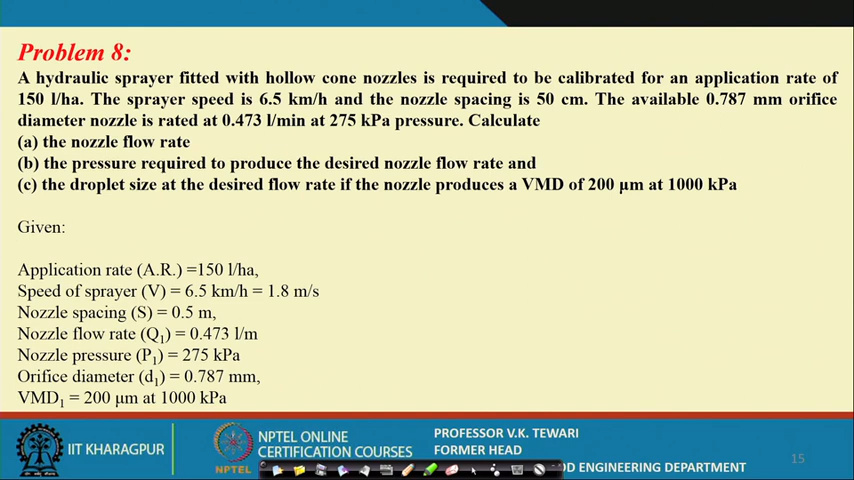 Problem 8:
A hydraulic sprayer fitted with hollow cone nozzles is required to be calibrated for an application rate of
150 l/ha. The sprayer speed is 6.5 km/h and the nozzle spacing is 50 cm. The available 0.787 mm orifice
diameter nozzle is rated at 0.473 l/min at 275 kPa pressure. Calculate
(a) the nozzle flow rate
(b) the pressure required to produce the desired nozzle flow rate and
(c) the droplet size at the desired flow rate if the nozzle produces a VMD of 200 µm at 1000 kPa
Given:
Application rate (A.R.) =150 l/ha,
Speed of sprayer (V) = 6.5 km/h = 1.8 m/s
Nozzle spacing (S) = 0.5 m,
Nozzle flow rate (Q₁) = 0.473 l/m
Nozzle pressure (P₁) = 275 kPa
Orifice diameter (d₁) = 0.787 mm,
VMD₁ = 200 µm at 1000 kPa
IIT KHARAGPUR
NPTEL
NPTEL ONLINE
CERTIFICATION COURSES
PROFESSOR V.K. TEWARI
FORMER HEAD
OD ENGINEERING DEPARTMENT
15